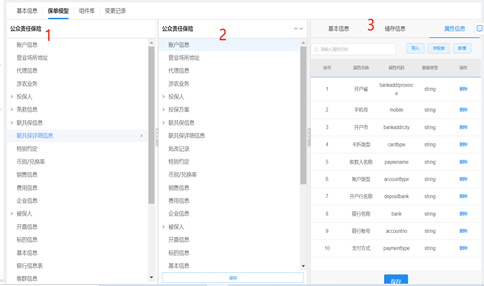 基本信息 保单模型 组件库 变更记录
公众责任保险
1
账户信息
营业场所地址
代理信息
涉农业务
投保人
条款信息
联共保信息
联共保详细信息
特别约定
币别/兑换率
销售信息
费用信息
企业信息
被保人
开票信息
标的信息
基本信息
银行信息表
客群信息
公众责任保险
2
账户信息
营业场所地址
代理信息
涉农业务
投保人
投保方案
联共保信息
联共保详细信息
批改记录
特别约定
币别/兑换率
销售信息
费用信息
企业信息
被保人
开票信息
标的信息
基本信息
保存
3
基本信息 储存信息 属性信息
请输入属性名称 导入 新增
序号 属性名称 属性代码 数据类型 操作
1 开户省 bankaddrprovince string 删除
2 手机号 mobile string 删除
3 开户市 bankaddrcity string 删除
4 卡折类型 cardtype string 删除
5 收款人名称 payeename string 删除
6 账户类型 accounttype string 删除
7 开户行名称 depositbank string 删除
8 银行名称 bank string 删除
9 银行账号 accountno string 删除
10 支付方式 paymenttype string 删除
保存